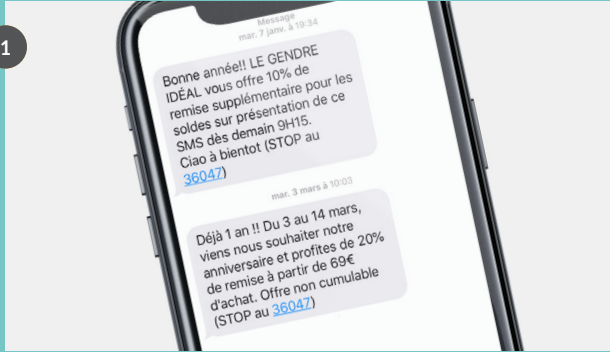 1
Message
mar. 7 janv. à 19:34
Bonne année!! LE GENDRE
IDÉAL vous offre 10% de
remise supplémentaire pour les
soldes sur présentation de ce
SMS dès demain 9H15.
Ciao à bientot (STOP au
36047)
mar. 3 mars à 10:03
Déjà 1 an !! Du 3 au 14 mars,
viens nous souhaiter notre
anniversaire et profites de 20%
de remise à partir de 69€
d'achat. Offre non cumulable
(STOP au 36047)